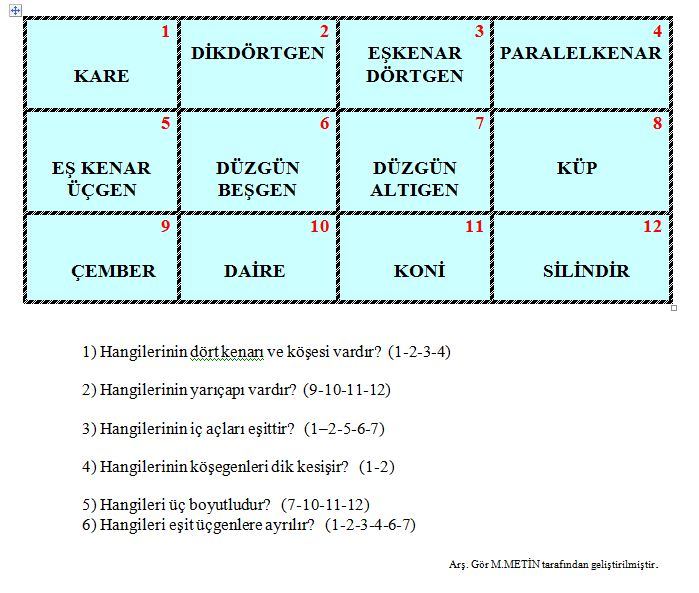 1
KARE
2
DİKDÖRTGEN
3
EŞKENAR
DÖRTGEN
4
PARALELKENAR
5
EŞ KENAR
ÜÇGEN
6
DÜZGÜN
BEŞGEN
7
DÜZGÜN
ALTIGEN
8
KÜP
9
ÇEMBER
10
DAİRE
11
KONİ
12
SİLİNDİR
1) Hangilerinin dört kenarı ve köşesi vardır? (1-2-3-4)
2) Hangilerinin yarıçapı vardır? (9-10-11-12)
3) Hangilerinin iç açları eşittir? (1–2-5-6-7)
4) Hangilerinin köşegenleri dik kesişir? (1-2)
5) Hangileri üç boyutludur? (7-10-11-12)
6) Hangileri eşit üçgenlere ayrılır? (1-2-3-4-6-7)
Arş. Gör M.METİN tarafından geliştirilmiştir.